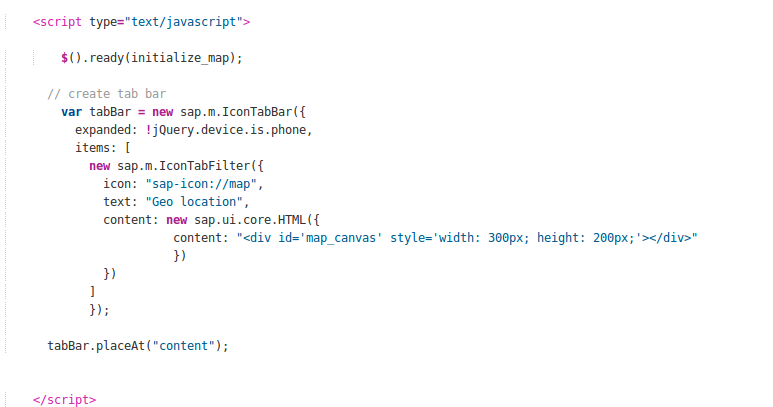 <script type="text/javascript">
$().ready(initialize_map);
// create tab bar
var tabBar = new sap.m.IconTabBar({
expanded: !jQuery.device.is.phone,
items: [
new sap.m.IconTabFilter({
icon: "sap-icon://map",
text: "Geo location",
content: new sap.ui.core.HTML({
content: "<div id='map_canvas' style='width: 300px; height: 200px;'></div>"
})
})
]
});
tabBar.placeAt("content");
</script>